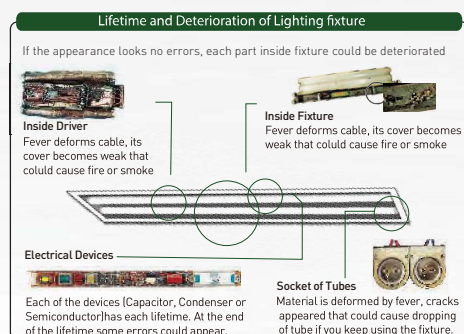 Lifetime and Deterioration of Lighting fixture
If the appearance looks no errors, each part inside fixture could be deteriorated
Inside Driver
Fever deforms cable, its
cover becomes weak that
coluld cause fire or smoke
Inside Fixture
Fever deforms cable, its cover becomes
weak that coluld cause fire or smoke
Electrical Devices
Each of the devices (Capacitor, Condenser or
Semiconductor)has each lifetime. At the end
of the lifetime some errors could appear.
Socket of Tubes
Material is deformed by fever, cracks
appeared that could cause dropping
of tube if you keep using the fixture.